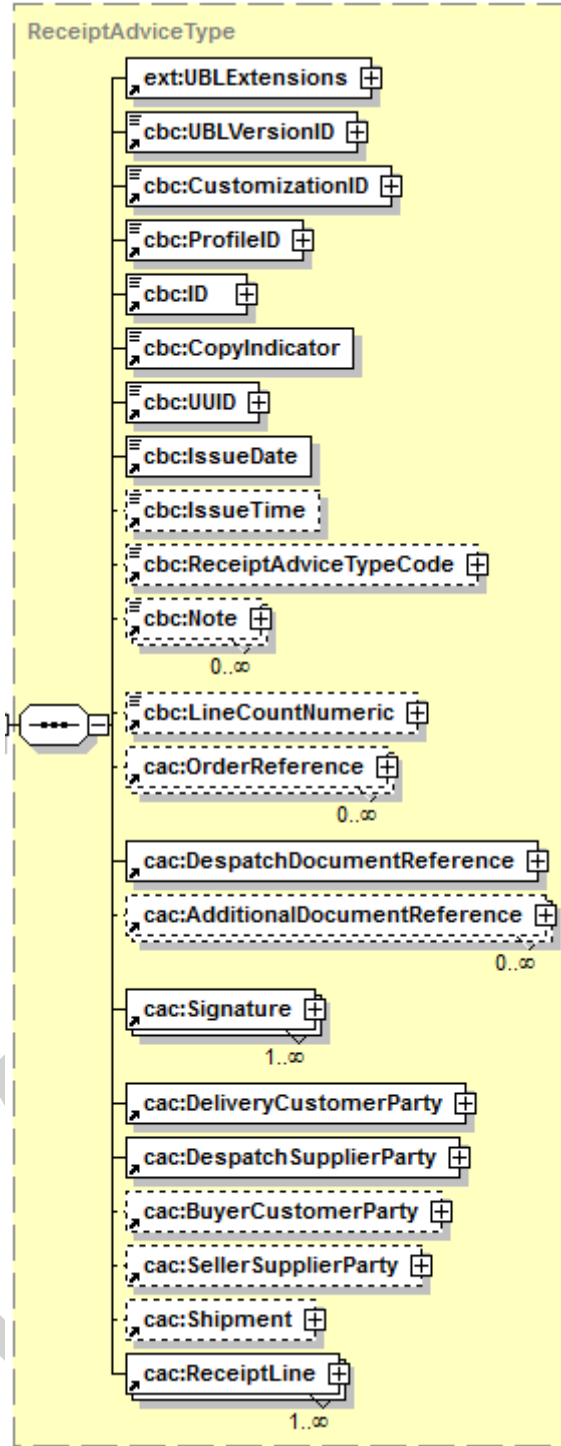 ReceiptAdviceType
ext:UBLExtensions
cbc:UBLVersionID
cbc:CustomizationID
cbc:ProfileID
cbc:ID
cbc:CopyIndicator
cbc:UUID
cbc:IssueDate
cbc:IssueTime
cbc:ReceiptAdviceTypeCode
cbc:Note
0..∞
cbc:LineCountNumeric
cac:OrderReference
0..∞
cac:DespatchDocumentReference
cac:AdditionalDocumentReference
0..∞
cac:Signature
1..∞
cac:DeliveryCustomerParty
cac:DespatchSupplierParty
cac:BuyerCustomerParty
cac:SellerSupplierParty
cac:Shipment
cac:ReceiptLine
1..∞